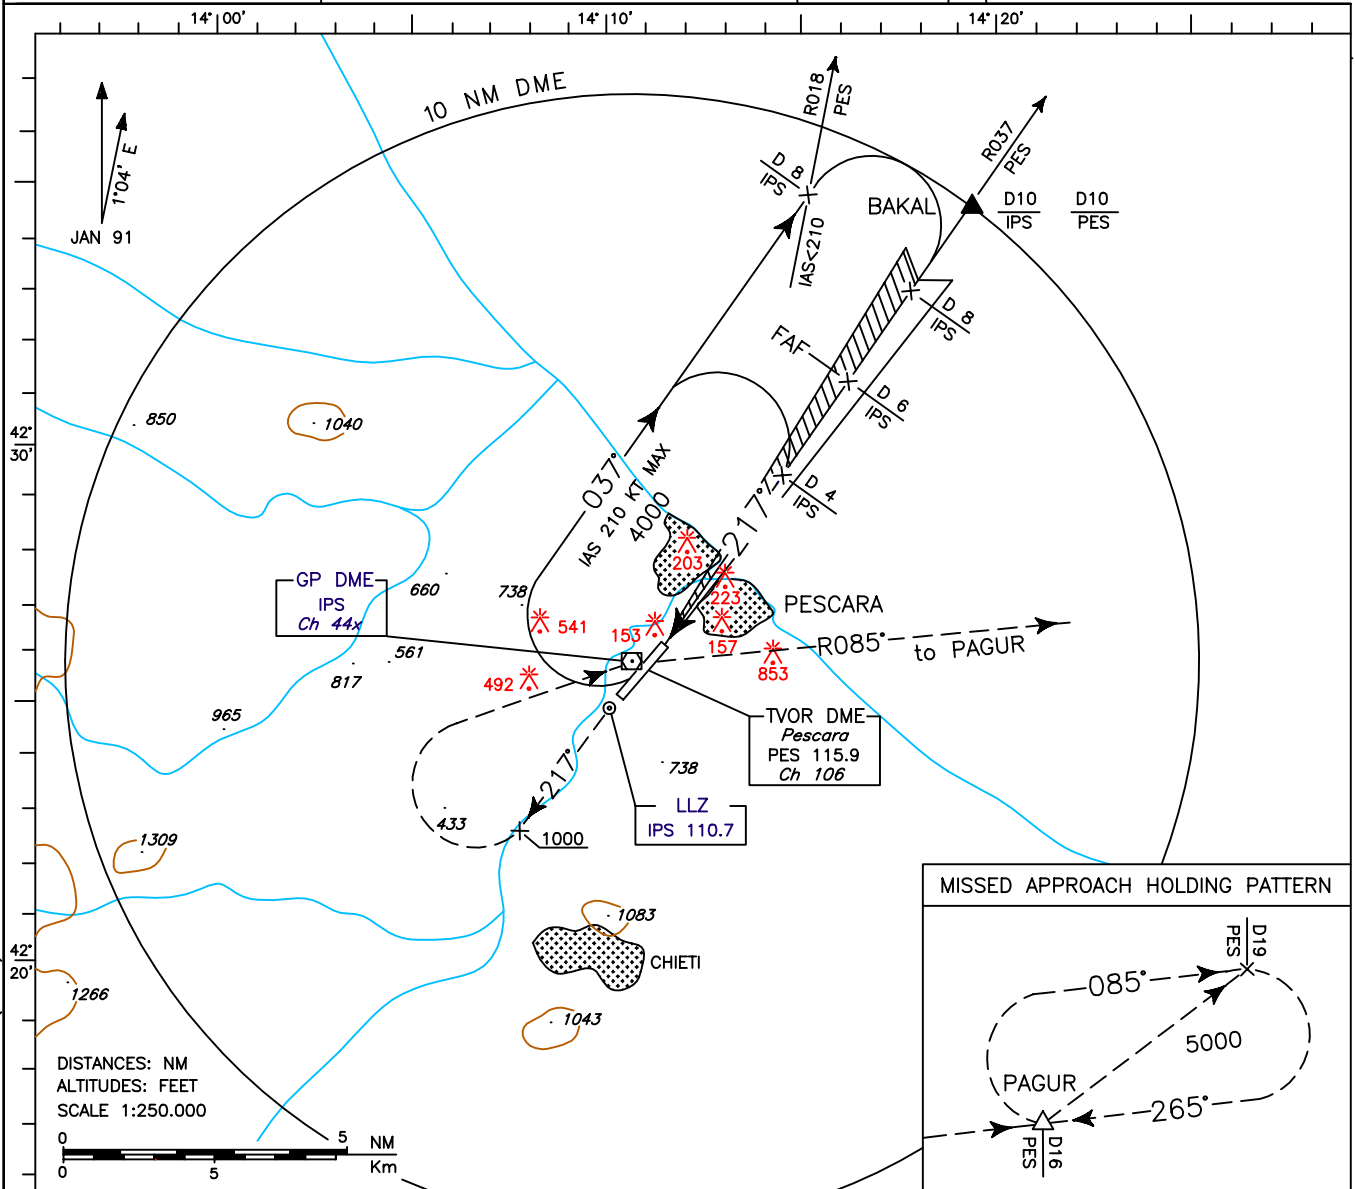 14°00'
14°10'
14°20'
10 NM DME
R018
PES
R037
PES
1°04' E
JAN 91
D 8
IPS
IAS<210
BAKAL
D10
IPS
D10
PES
D 8
IPS
FAF
D 6
IPS
850
1040
42°
30'
037°
IAS 210 KT MAX
4000
D 4
IPS
217°
203
GP DME
IPS
Ch 44x
660
738
541
153
223
157
PESCARA
R085°
to PAGUR
853
561
817
492
965
TVOR DME
Pescara
PES 115.9
Ch 106
217°
738
LLZ
IPS 110.7
433
1000
1309
MISSED APPROACH HOLDING PATTERN
1083
CHIETI
42°
20'
1266
1043
D19
PES
085°
5000
PAGUR
265°
D16
PES
DISTANCES: NM
ALTITUDES: FEET
SCALE 1:250.000
0 5 NM
0 5 Km